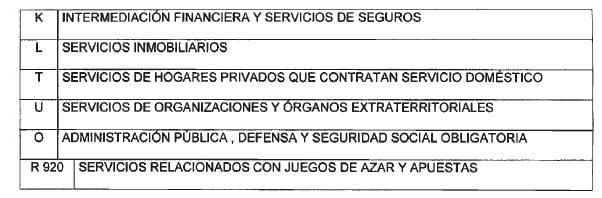 K INTERMEDIACIÓN FINANCIERA Y SERVICIOS DE SEGUROS
L SERVICIOS INMOBILIARIOS
T SERVICIOS DE HOGARES PRIVADOS QUE CONTRATAN SERVICIO DOMÉSTICO
U SERVICIOS DE ORGANIZACIONES Y ÓRGANOS EXTRATERRITORIALES
O ADMINISTRACIÓN PÚBLICA , DEFENSA Y SEGURIDAD SOCIAL OBLIGATORIA
R 920 SERVICIOS RELACIONADOS CON JUEGOS DE AZAR Y APUESTAS